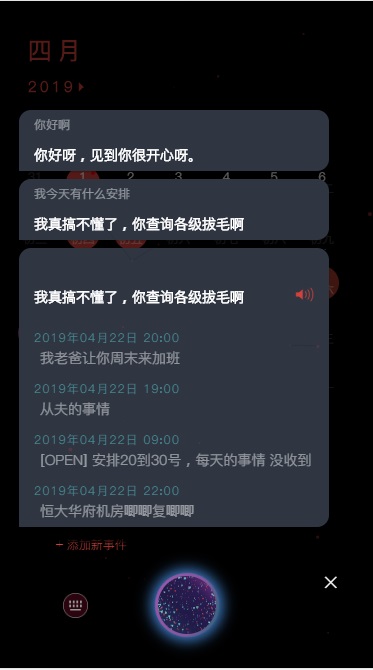 四月
2019
你好啊
你好呀，见到你很开心呀。
31 1 2 3 4 5 6
我今天有什么安排
我真搞不懂了，你查询各级拔毛啊
我真搞不懂了，你查询各级拔毛啊
2019年04月22日 20:00
我老爸让你周末来加班
2019年04月22日 19:00
从夫的事情
2019年04月22日 09:00
[OPEN] 安排20到30号，每天的事情 没收到
2019年04月22日 22:00
恒大华府机房唧唧复唧唧
+ 添加新事件